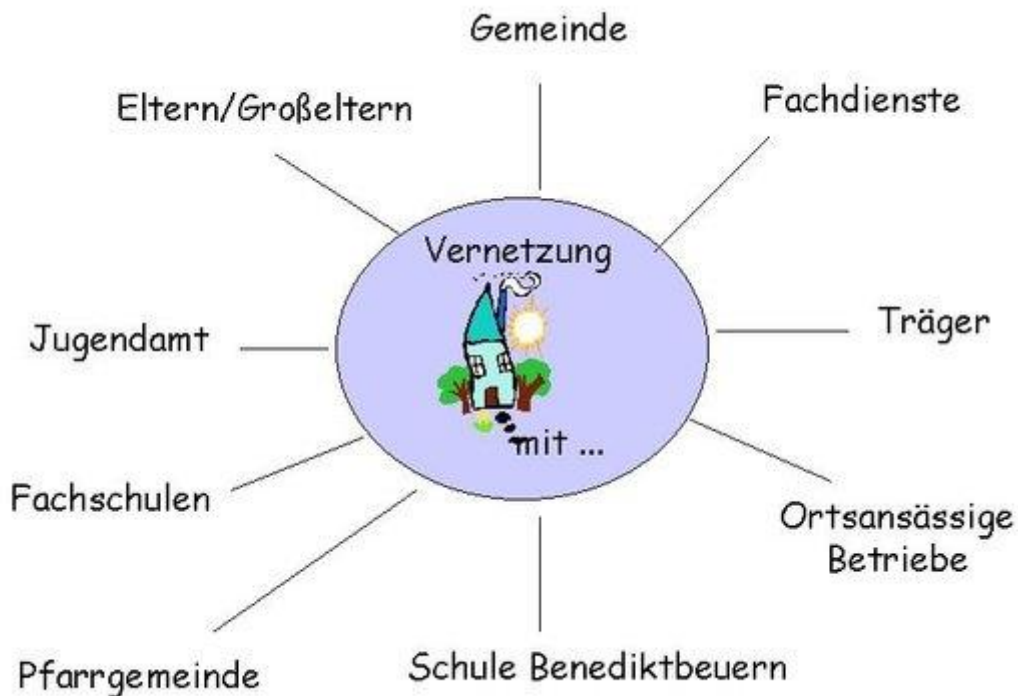 Gemeinde
Eltern/Großeltern
Fachdienste
Vernetzung
Jugendamt
Träger
mit ...
Fachschulen
Ortsansässige
Betriebe
Pfarrgemeinde
Schule Benediktbeuern